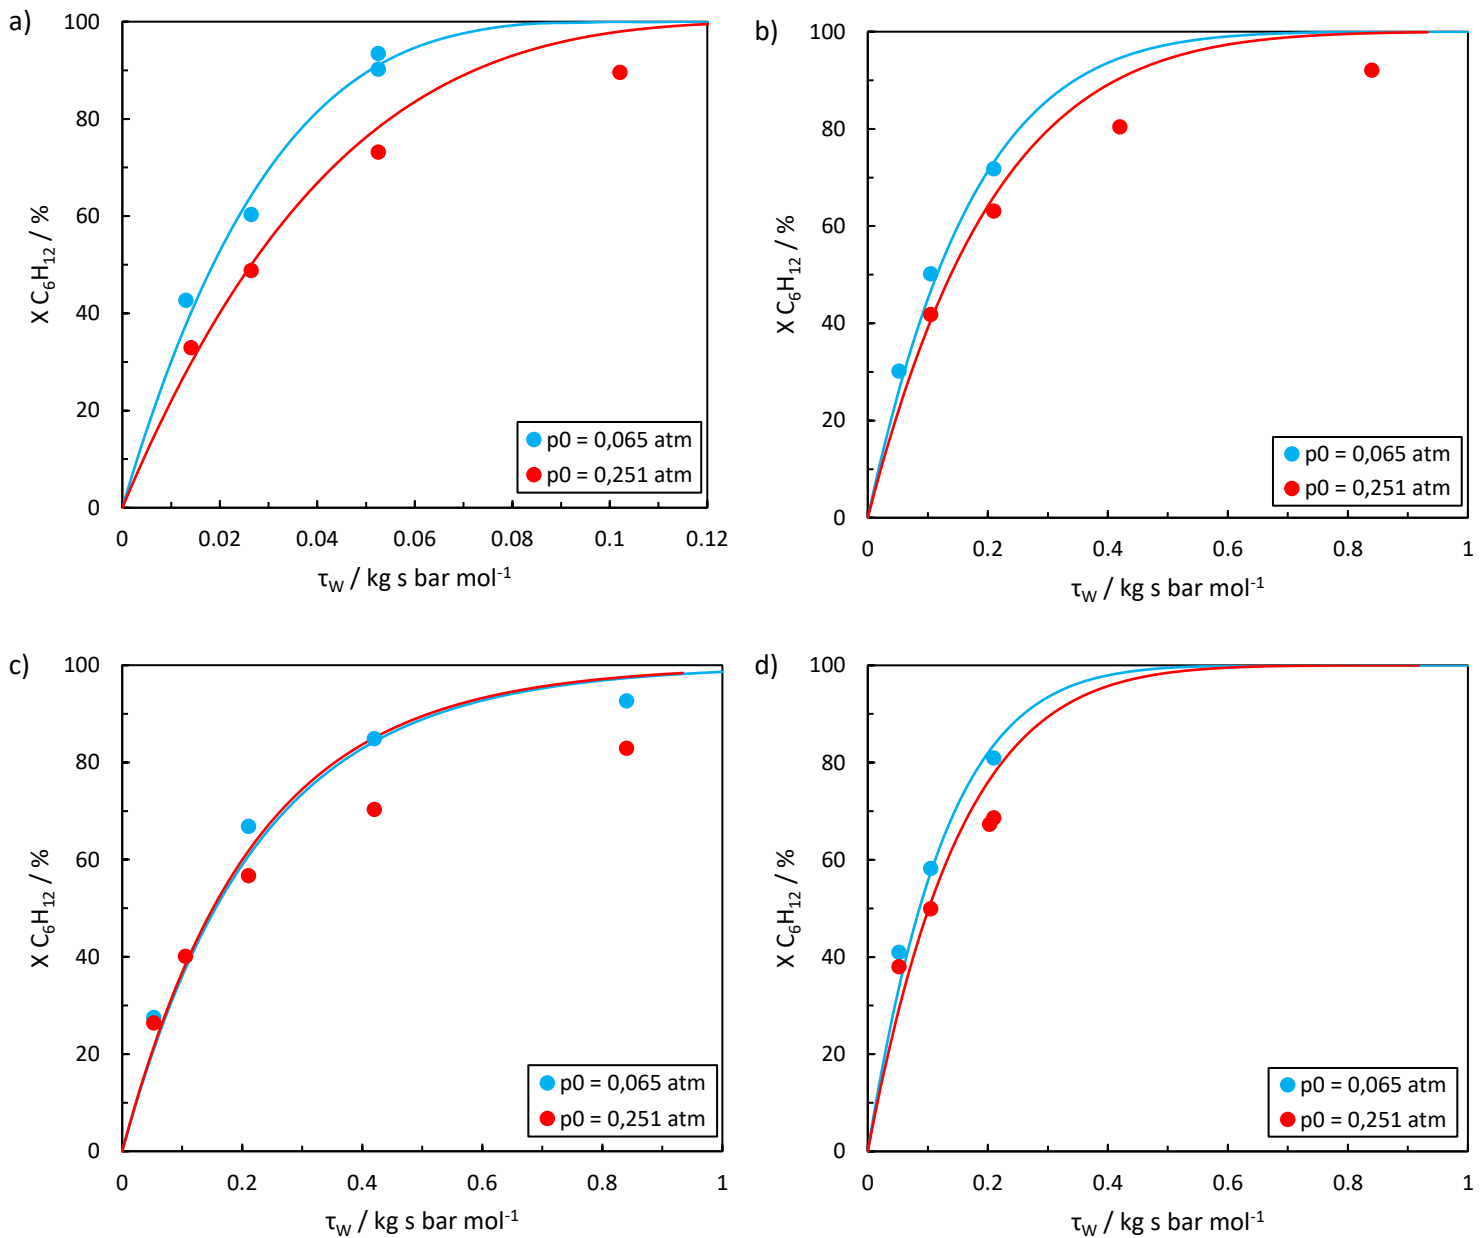 a)
100
80
60
40
20
0
X C₆H₁₂ / %
p0 = 0,065 atm
p0 = 0,251 atm
0 0.02 0.04 0.06 0.08 0.1 0.12
τ_W / kg s bar mol⁻¹
b)
100
80
60
40
20
0
X C₆H₁₂ / %
p0 = 0,065 atm
p0 = 0,251 atm
0 0.2 0.4 0.6 0.8 1
τ_W / kg s bar mol⁻¹
c)
100
80
60
40
20
0
X C₆H₁₂ / %
p0 = 0,065 atm
p0 = 0,251 atm
0 0.2 0.4 0.6 0.8 1
τ_W / kg s bar mol⁻¹
d)
100
80
60
40
20
0
X C₆H₁₂ / %
p0 = 0,065 atm
p0 = 0,251 atm
0 0.2 0.4 0.6 0.8 1
τ_W / kg s bar mol⁻¹